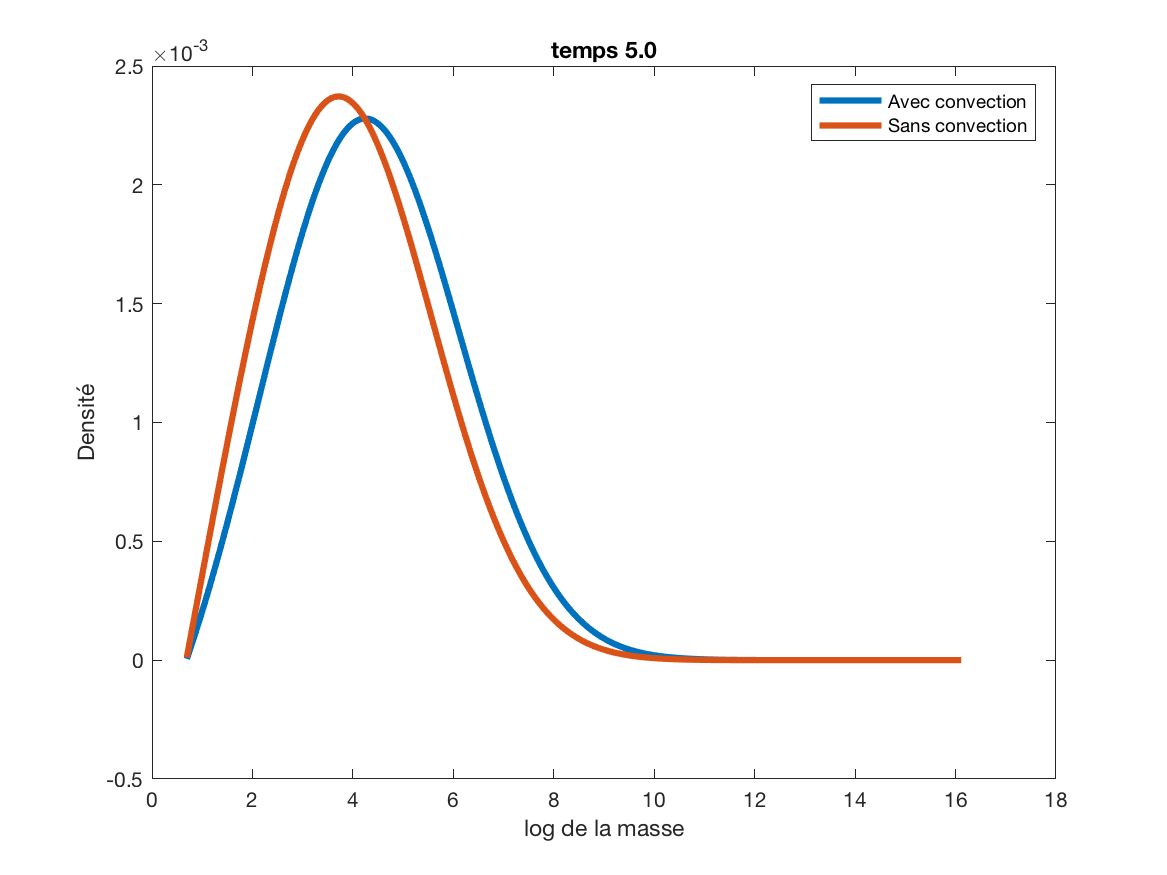 temps 5.0
×10-3
2.5
2
1.5
1
0.5
0
-0.5
Densité
0 2 4 6 8 10 12 14 16 18
log de la masse
Avec convection
Sans convection